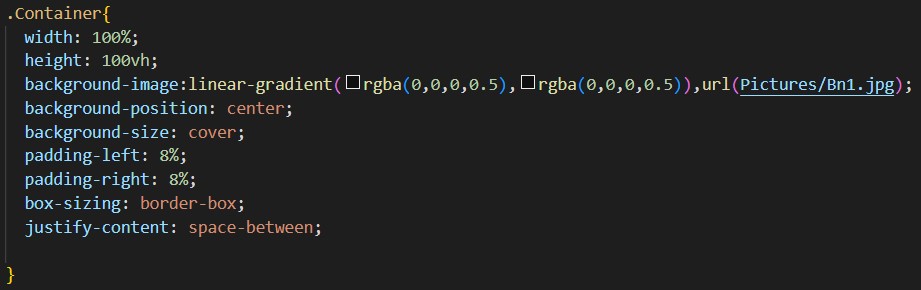 .Container{
width: 100%;
height: 100vh;
background-image:linear-gradient(rgba(0,0,0,0.5),rgba(0,0,0,0.5)),url(Pictures/Bn1.jpg);
background-position: center;
background-size: cover;
padding-left: 8%;
padding-right: 8%;
box-sizing: border-box;
justify-content: space-between;
}